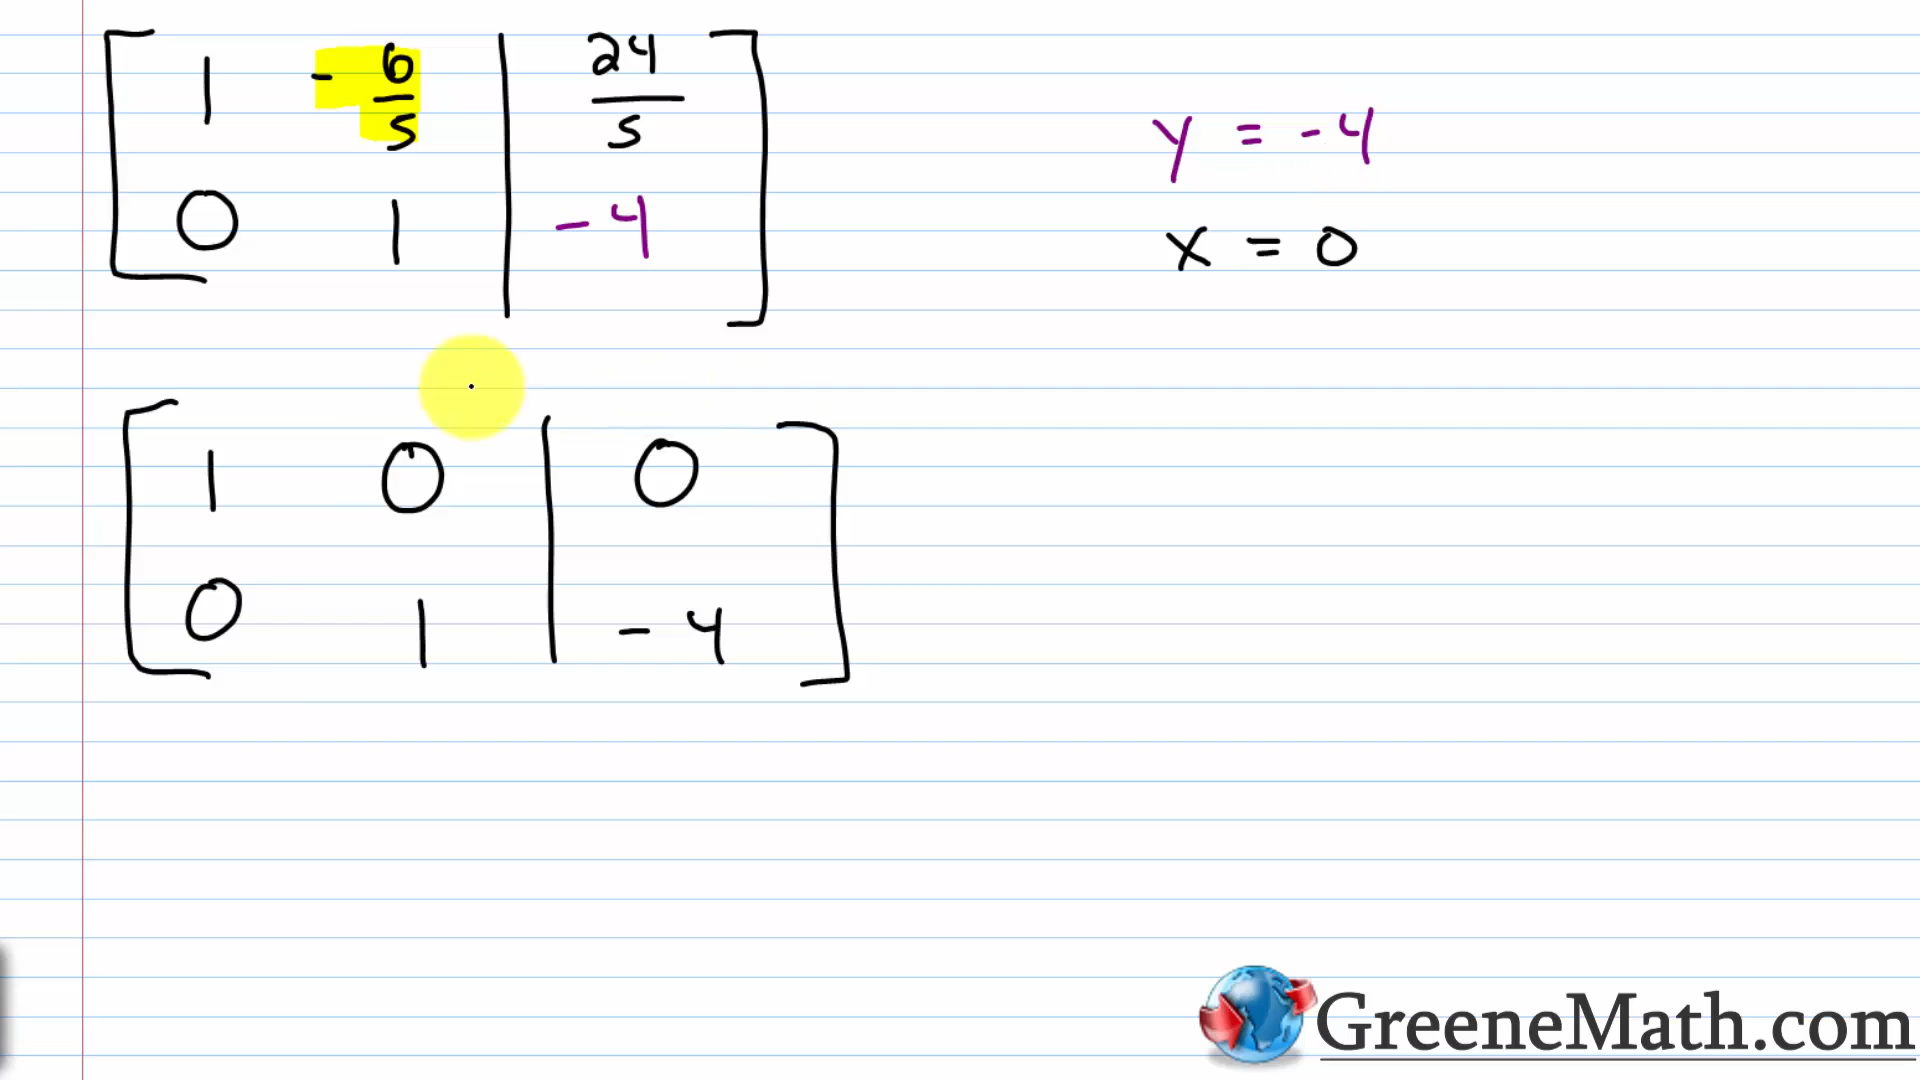 1 - 6/5 | 24/5
0 1 | - 4
y = - 4
x = 0
1 0 | 0
0 1 | - 4
GreeneMath.com